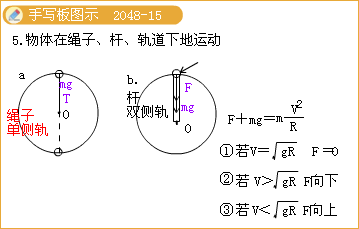 手写板图示 2048-15
5.物体在绳子、杆、轨道下地运动
a
mg
T
O
绳子
单侧轨
b.
杆
双侧轨
F
mg
O
F+mg=m V²/R
①若V=√gR F=0
②若V>√gR F向下
③若V<√gR F向上